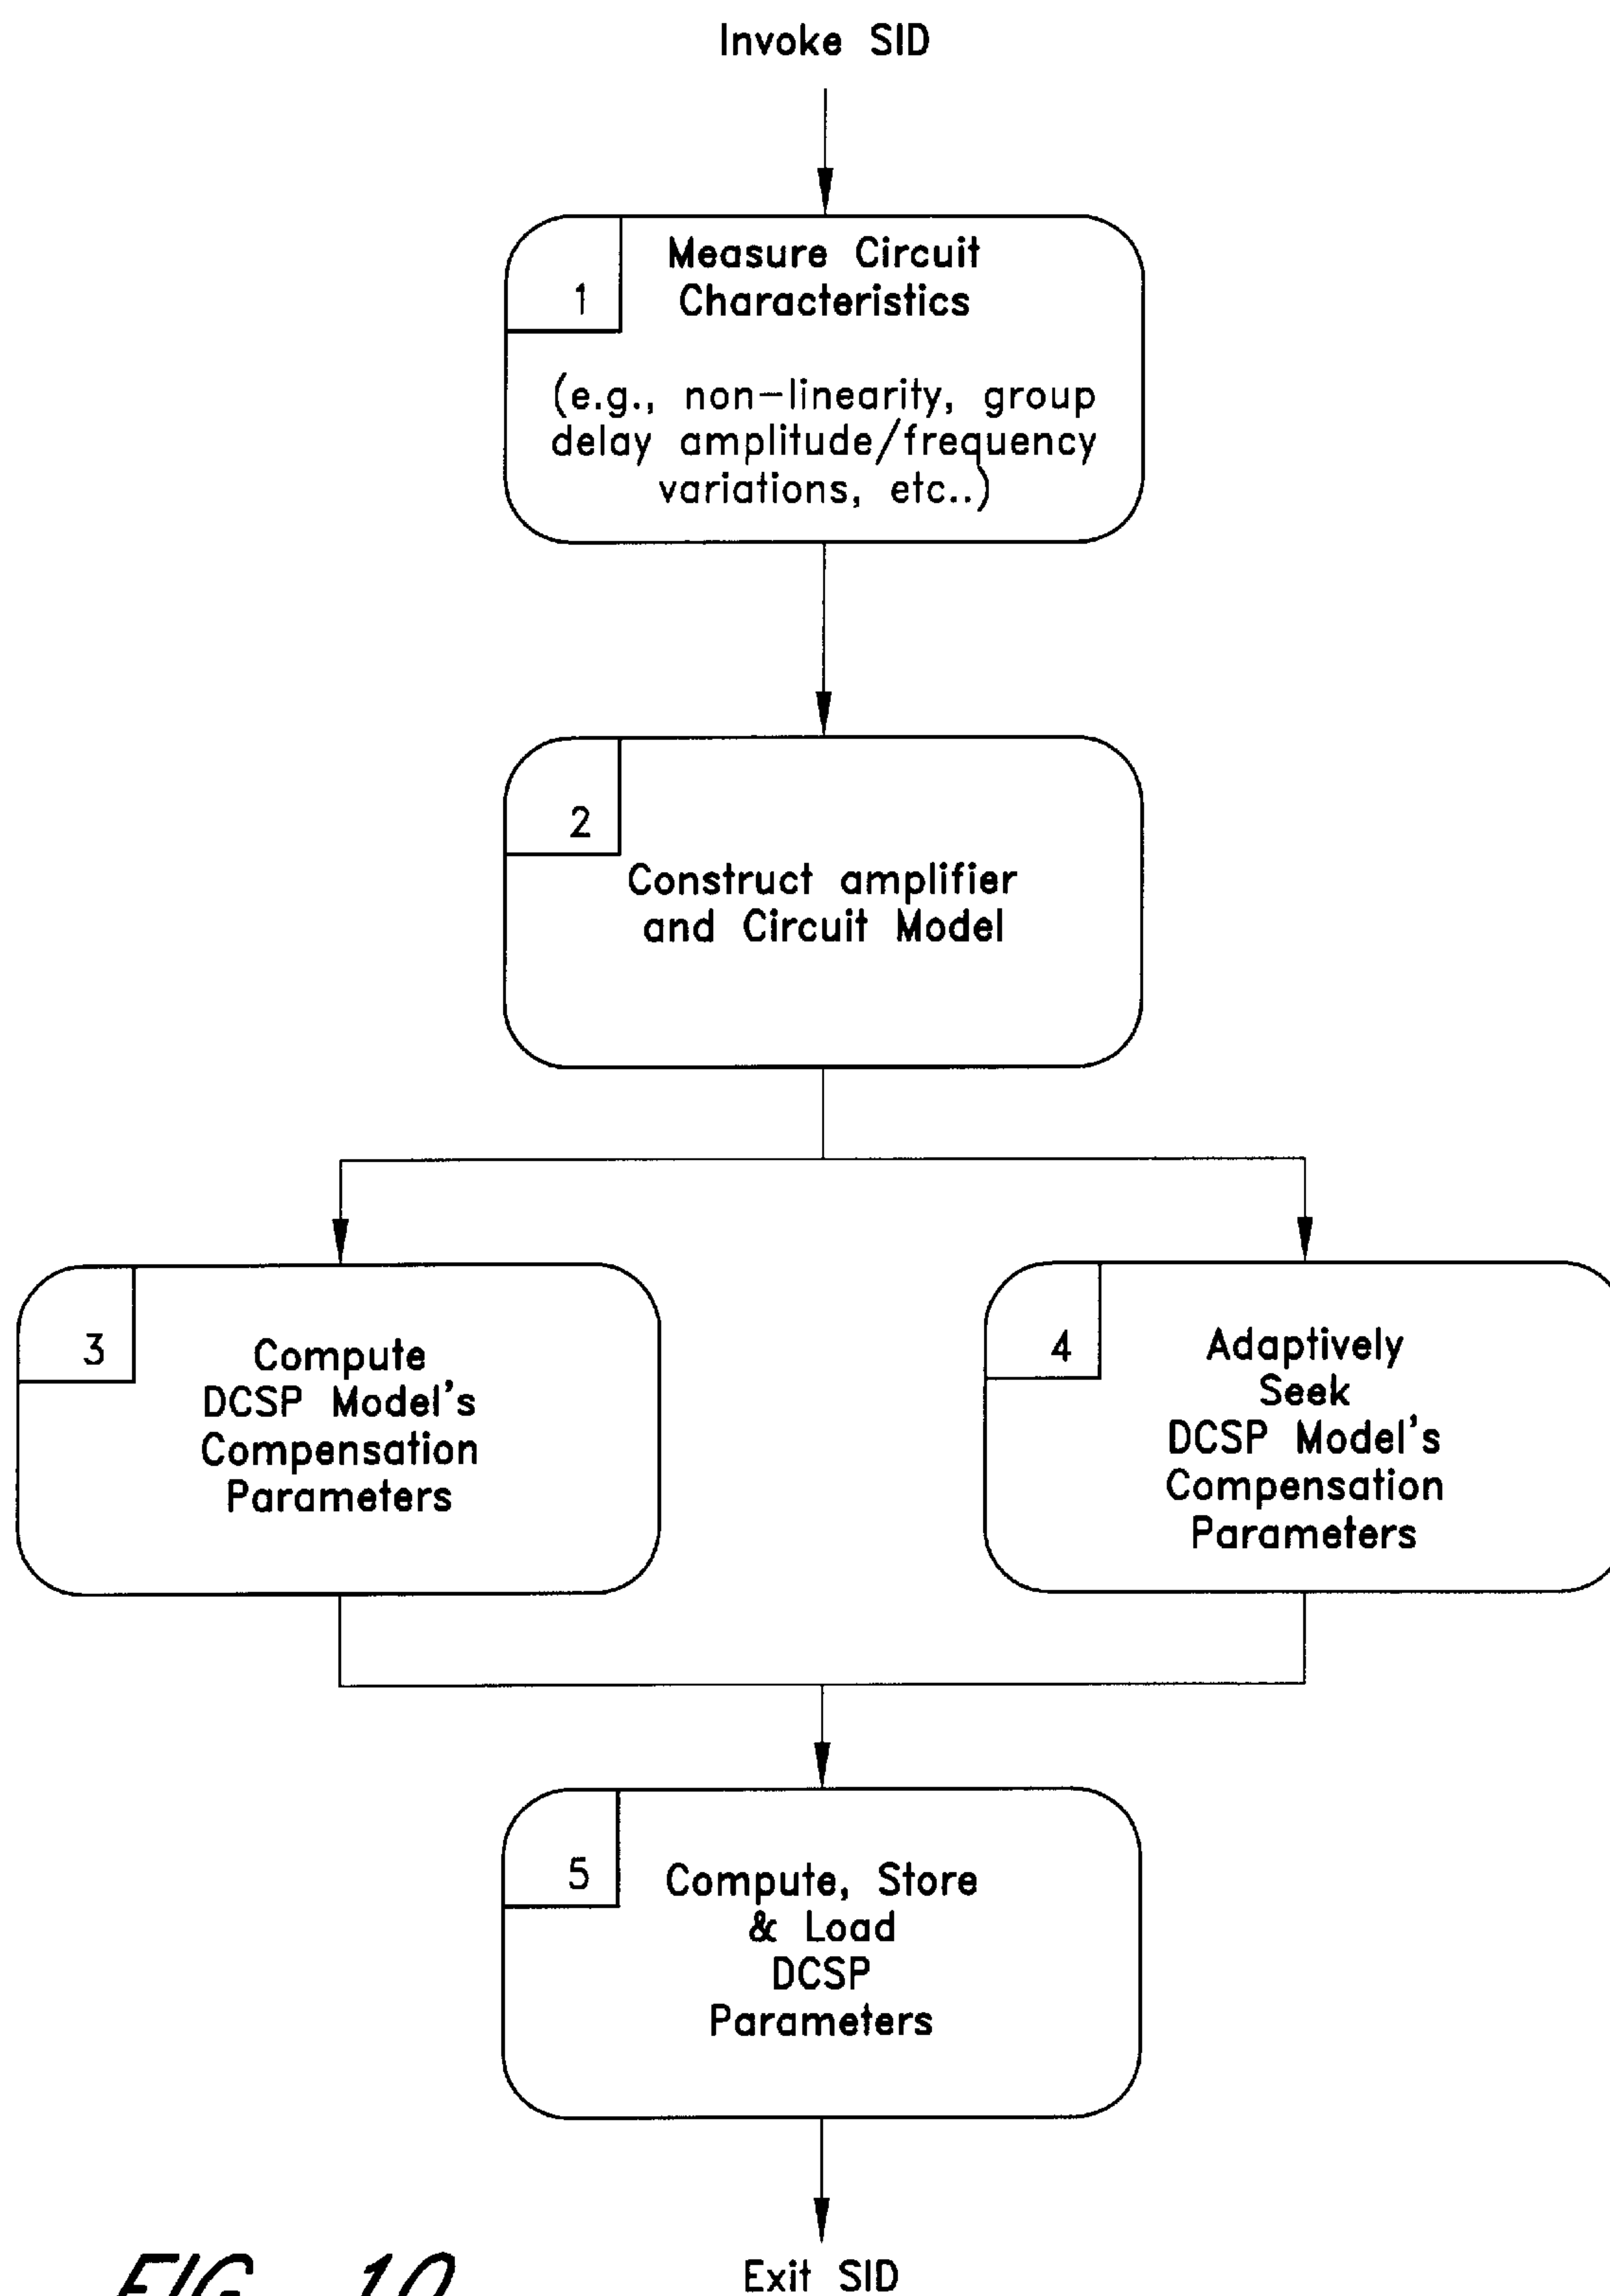 Invoke SID
1
Measure Circuit
Characteristics
(e.g., non-linearity, group
delay amplitude/frequency
variations, etc..)
2
Construct amplifier
and Circuit Model
3
Compute
DCSP Model's
Compensation
Parameters
4
Adaptively
Seek
DCSP Model's
Compensation
Parameters
5
Compute, Store
& Load
DCSP
Parameters
Exit SID
FIG. 10